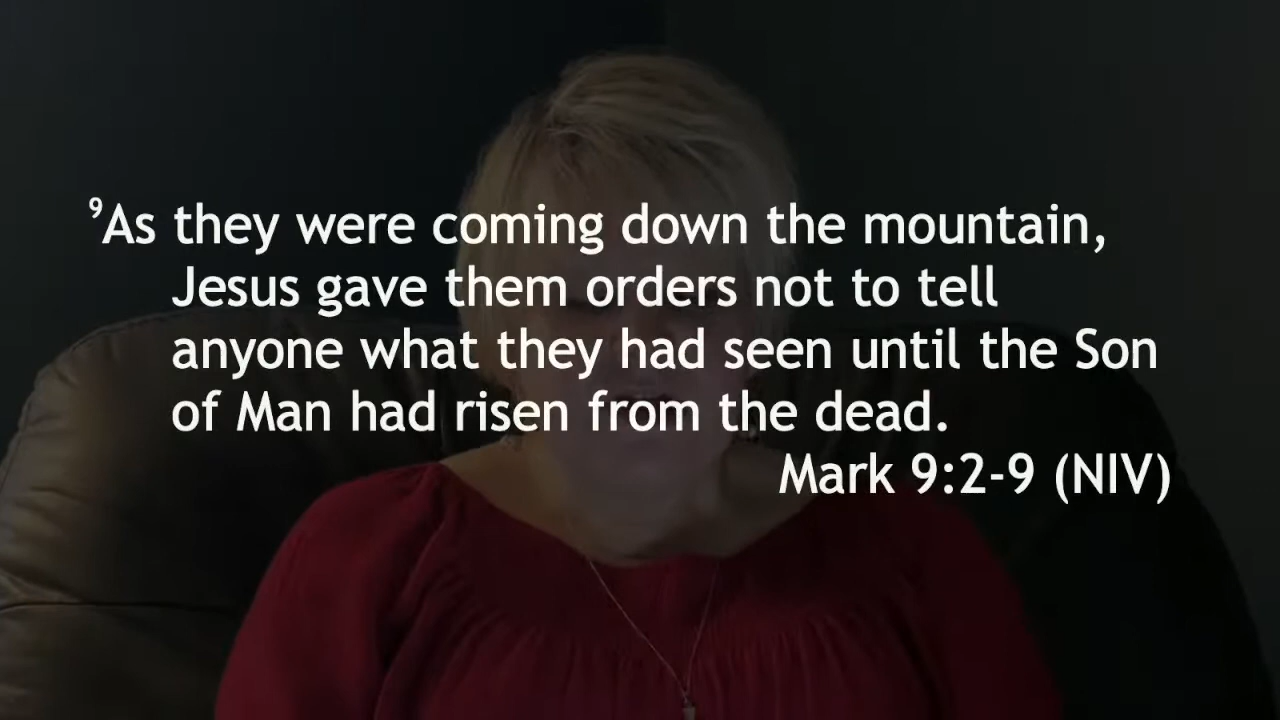 ⁹As they were coming down the mountain,
Jesus gave them orders not to tell
anyone what they had seen until the Son
of Man had risen from the dead.
Mark 9:2-9 (NIV)